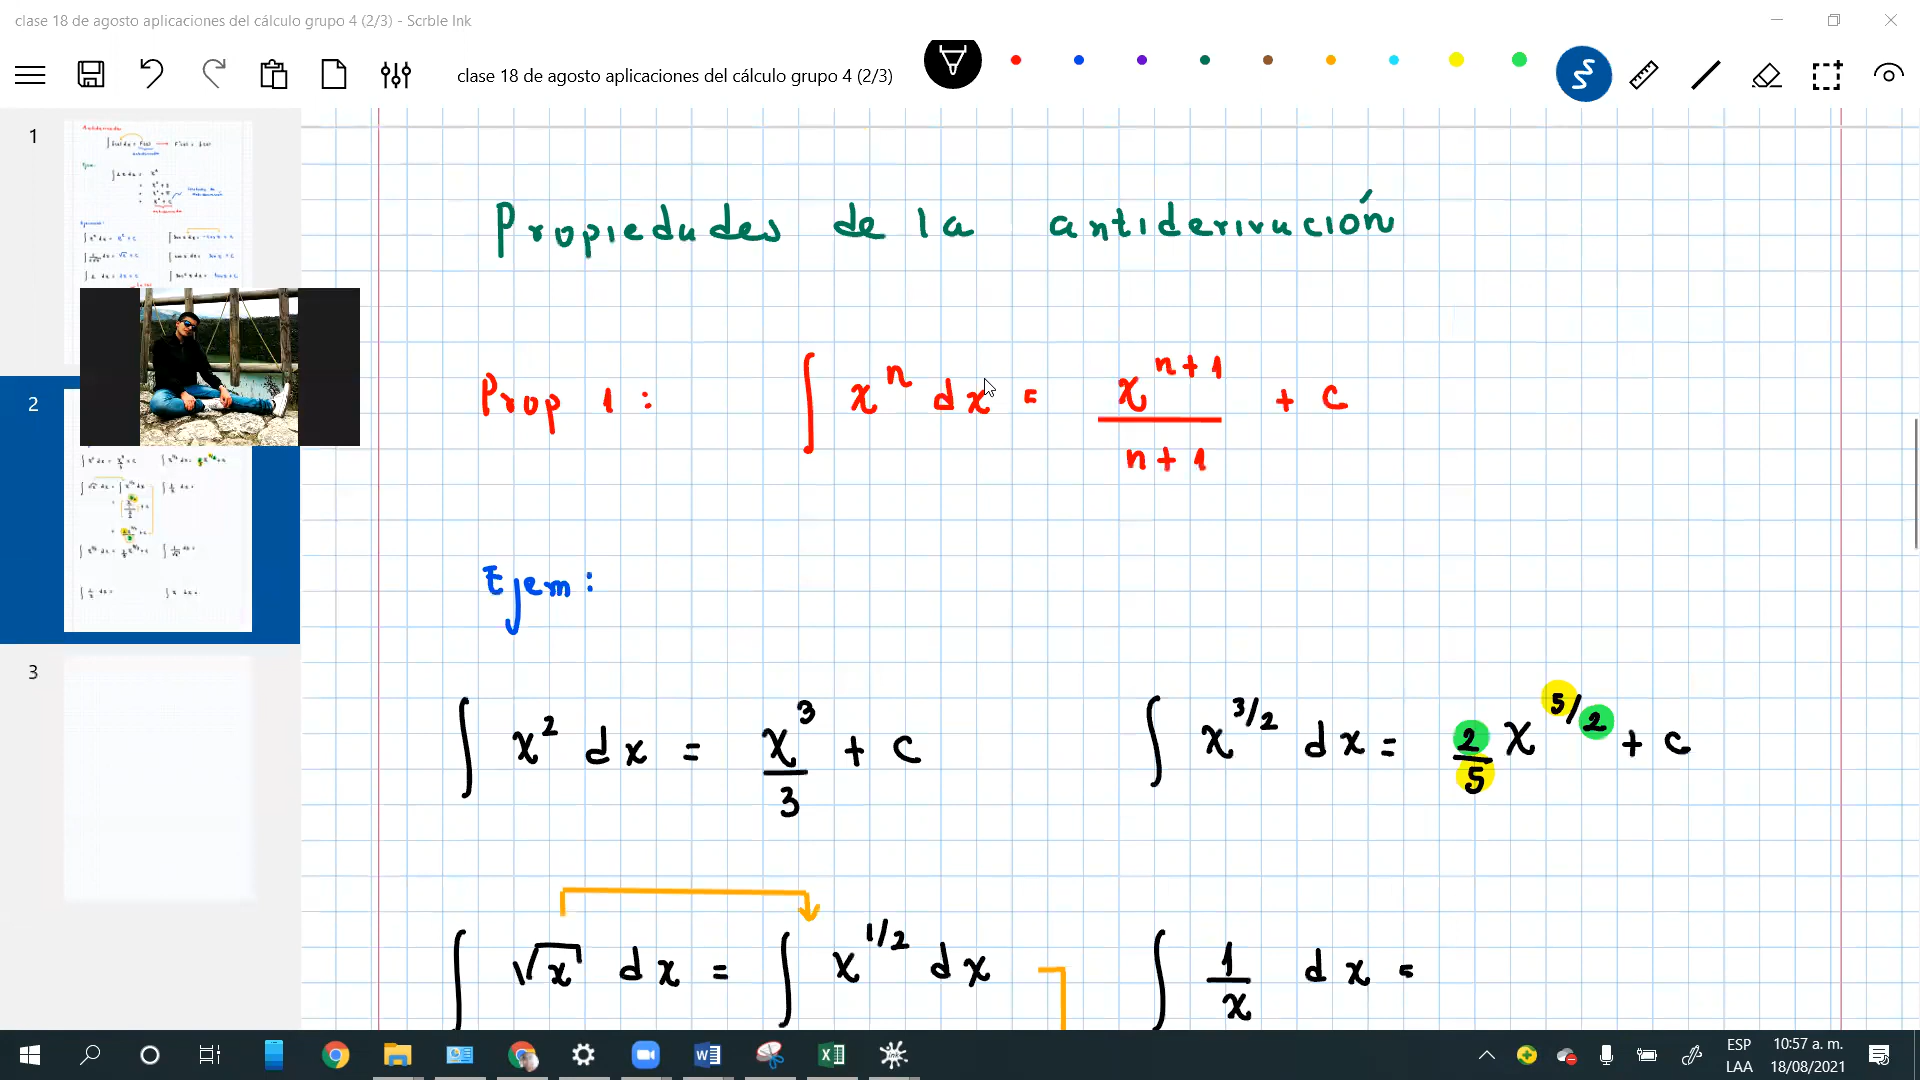 clase 18 de agosto aplicaciones del cálculo grupo 4 (2/3) - Scrble Ink
clase 18 de agosto aplicaciones del cálculo grupo 4 (2/3)
1
2
3
Propiedades de la antiderivación
Prop 1: ∫ x^n dx = x^(n+1)/(n+1) + c
Ejem:
∫ x^2 dx = x^3/3 + c
∫ x^(3/2) dx = 2/5 x^(5/2) + c
∫ √x dx = ∫ x^(1/2) dx
∫ 1/x dx =
ESP
LAA
10:57 a. m.
18/08/2021